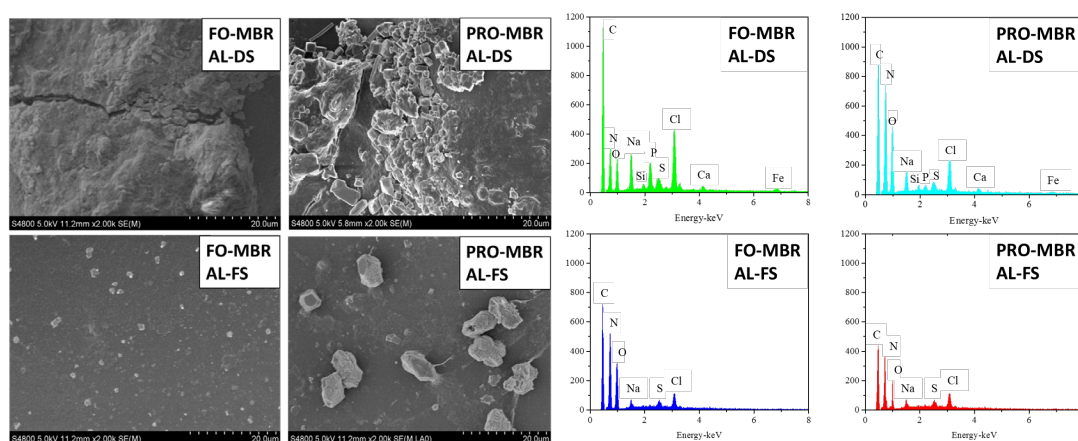 FO-MBR
AL-DS
S4800 5.0kV 11.2mm x2.00k SE(M)
20.0um
PRO-MBR
AL-DS
S4800 5.0kV 5.8mm x2.00k SE(M)
20.0um
1200
1000
800
600
400
200
0
C
N
O
Na
Si
P
S
Cl
Ca
Fe
FO-MBR
AL-DS
0
2
4
6
8
Energy-keV
1200
1000
800
600
400
200
0
C
N
O
Na
Si
P
S
Cl
Ca
Fe
PRO-MBR
AL-DS
0
2
4
6
Energy-keV
FO-MBR
AL-FS
S4800 5.0kV 11.2mm x2.00k SE(M)
20.0um
PRO-MBR
AL-FS
S4800 5.0kV 11.2mm x2.00k SE(M,LA0)
20.0um
1200
1000
800
600
400
200
0
C
N
O
Na
S
Cl
FO-MBR
AL-FS
0
2
4
6
8
Energy-keV
1200
1000
800
600
400
200
0
C
N
O
Na
S
Cl
PRO-MBR
AL-FS
0
2
4
6
Energy-keV